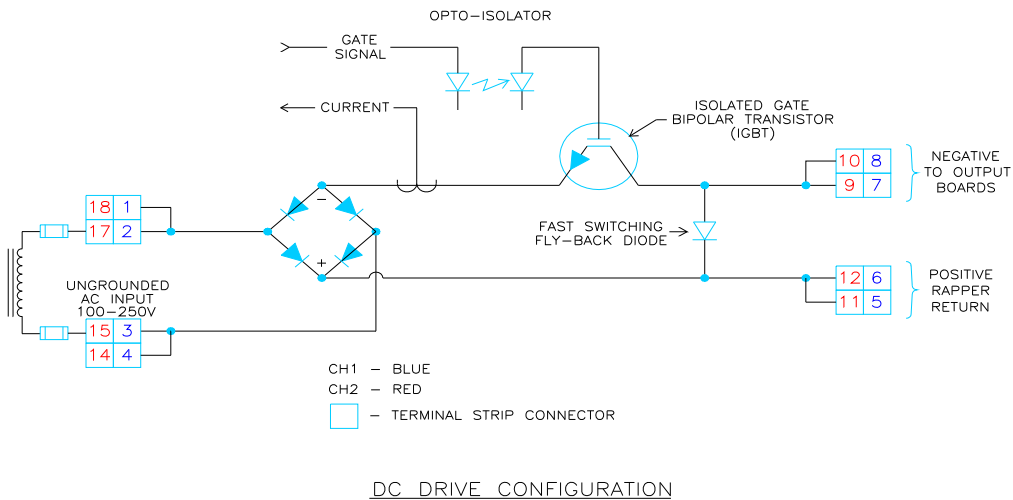 OPTO-ISOLATOR
GATE
SIGNAL
CURRENT
ISOLATED GATE
BIPOLAR TRANSISTOR
(IGBT)
10 8
9 7
NEGATIVE
TO OUTPUT
BOARDS
18 1
17 2
−
+
FAST SWITCHING
FLY-BACK DIODE
12 6
11 5
POSITIVE
RAPPER
RETURN
UNGROUNDED
AC INPUT
100-250V
15 3
14 4
CH1 - BLUE
CH2 - RED
- TERMINAL STRIP CONNECTOR
DC DRIVE CONFIGURATION